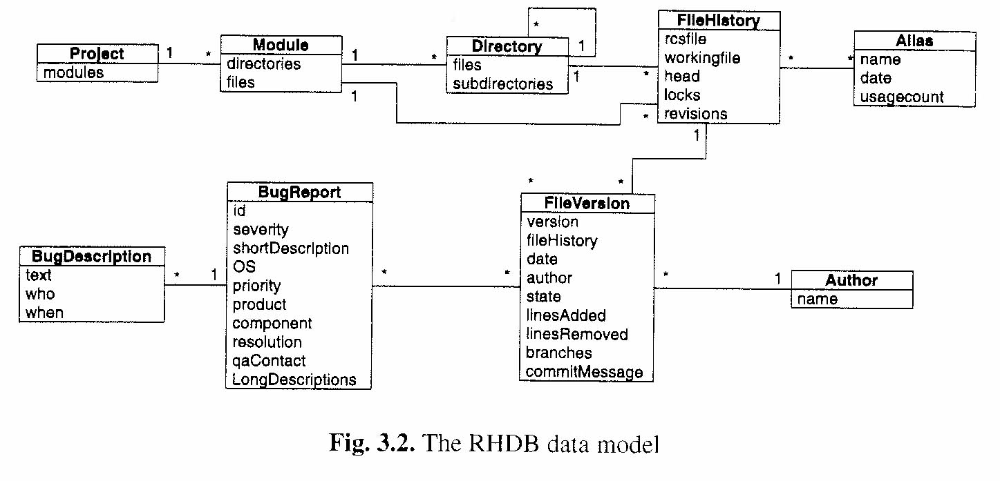 Project
modules
1
*
Module
directories
files
1
*
1
Directory
files
subdirectories
*
1
1
*
*
FileHistory
rcsfile
workingfile
head
locks
revisions
*
*
Alias
name
date
usagecount
1
*
*
BugDescription
text
who
when
*
1
BugReport
id
severity
shortDescription
OS
priority
product
component
resolution
qaContact
LongDescriptions
*
*
FileVersion
version
fileHistory
date
author
state
linesAdded
linesRemoved
branches
commitMessage
*
1
Author
name
Fig. 3.2. The RHDB data model